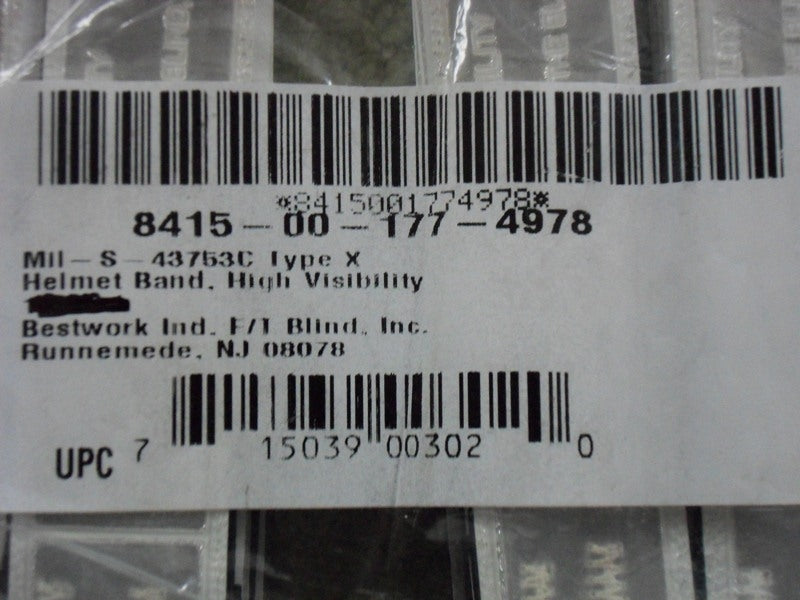 *8415001774978*
8415-00-177-4978
Mil-S-43753C Type X
Helmet Band, High Visibility
Bestwork Ind. F/T Blind, Inc.
Runnemede, NJ 08078
UPC 7 15039 00302 0